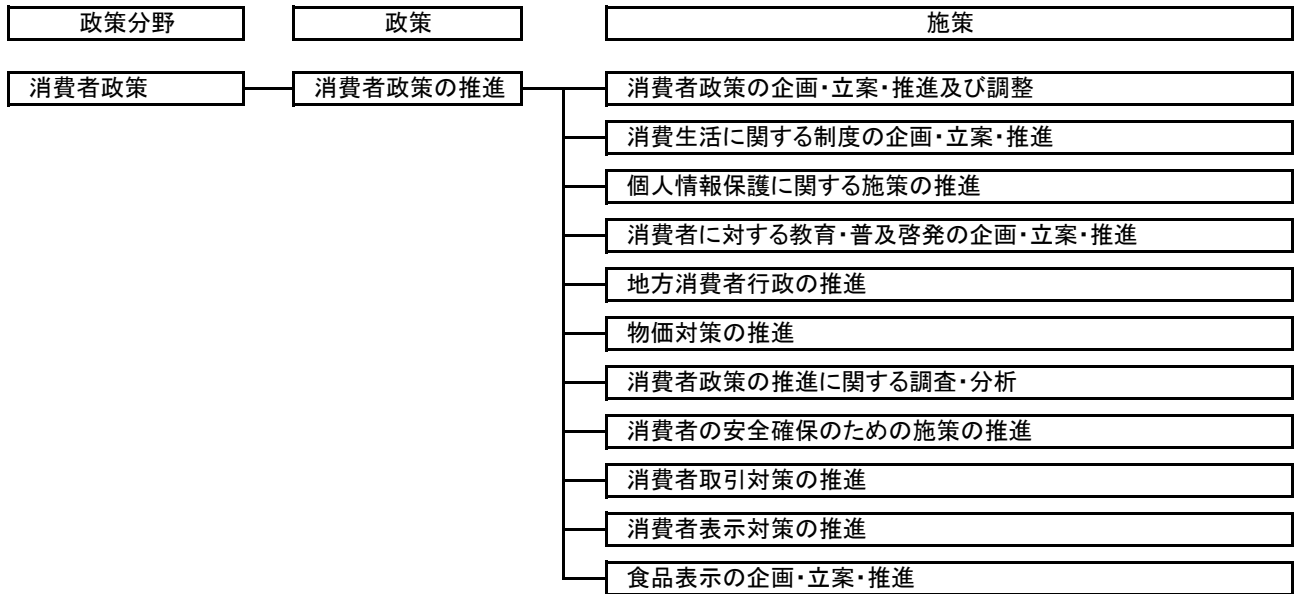 政策分野
政策
施策
消費者政策
消費者政策の推進
消費者政策の企画・立案・推進及び調整
消費生活に関する制度の企画・立案・推進
個人情報保護に関する施策の推進
消費者に対する教育・普及啓発の企画・立案・推進
地方消費者行政の推進
物価対策の推進
消費者政策の推進に関する調査・分析
消費者の安全確保のための施策の推進
消費者取引対策の推進
消費者表示対策の推進
食品表示の企画・立案・推進